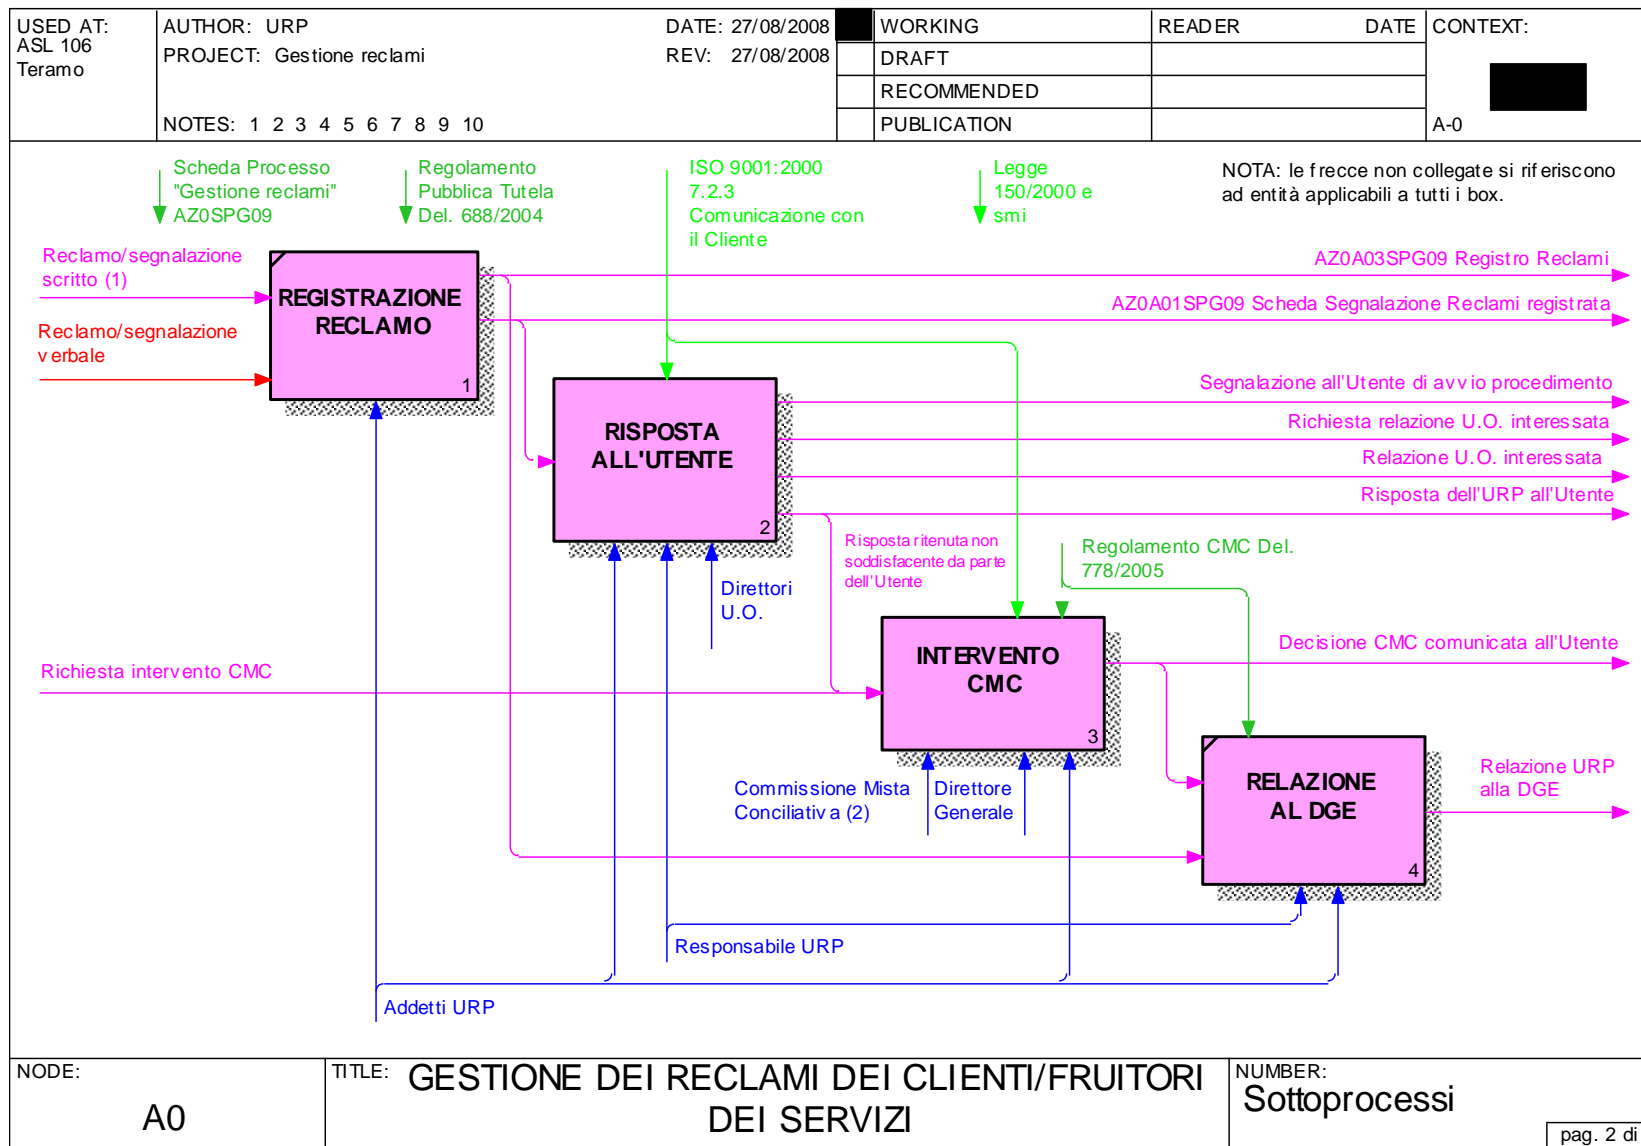 USED AT:
ASL 106
Teramo
AUTHOR: URP
DATE: 27/08/2008
PROJECT: Gestione reclami
REV: 27/08/2008
NOTES: 1 2 3 4 5 6 7 8 9 10
WORKING
DRAFT
RECOMMENDED
PUBLICATION
READER DATE
CONTEXT:
A-0
Scheda Processo
"Gestione reclami"
AZ0SPG09
Regolamento
Pubblica Tutela
Del. 688/2004
ISO 9001:2000
7.2.3
Comunicazione con
il Cliente
Legge
150/2000 e
smi
NOTA: le frecce non collegate si riferiscono
ad entità applicabili a tutti i box.
Reclamo/segnalazione
scritto (1)
Reclamo/segnalazione
verbale
REGISTRAZIONE
RECLAMO
1
AZ0A03SPG09 Registro Reclami
AZ0A01SPG09 Scheda Segnalazione Reclami registrata
RISPOSTA
ALL'UTENTE
2
Segnalazione all'Utente di avvio procedimento
Richiesta relazione U.O. interessata
Relazione U.O. interessata
Risposta dell'URP all'Utente
Risposta ritenuta non
soddisfacente da parte
dell'Utente
Regolamento CMC Del.
778/2005
Direttori
U.O.
Richiesta intervento CMC
INTERVENTO
CMC
3
Decisione CMC comunicata all'Utente
Commissione Mista
Conciliativa (2)
Direttore
Generale
RELAZIONE
AL DGE
4
Relazione URP
alla DGE
Responsabile URP
Addetti URP
NODE:
A0
TITLE: GESTIONE DEI RECLAMI DEI CLIENTI/FRUITORI
DEI SERVIZI
NUMBER:
Sottoprocessi
pag. 2 di